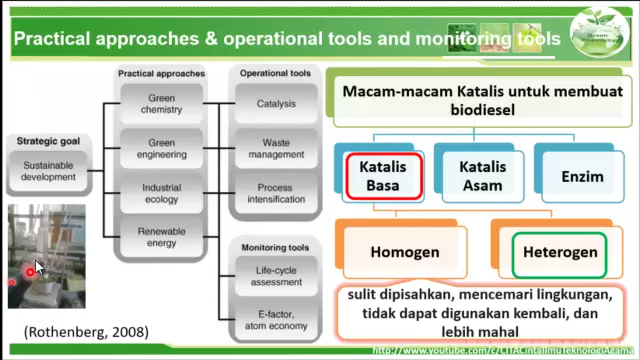 Practical approaches & operational tools and monitoring tools
Green
Chemistry
Practical approaches
Operational tools
Green
chemistry
Catalysis
Strategic goal
Green
engineering
Waste
management
Sustainable
development
Industrial
ecology
Process
intensification
Renewable
energy
Monitoring tools
Life-cycle
assessment
E-factor,
atom economy
(Rothenberg, 2008)
Macam-macam Katalis untuk membuat
biodiesel
Katalis
Basa
Katalis
Asam
Enzim
Homogen
Heterogen
sulit dipisahkan, mencemari lingkungan,
tidak dapat digunakan kembali, dan
lebih mahal